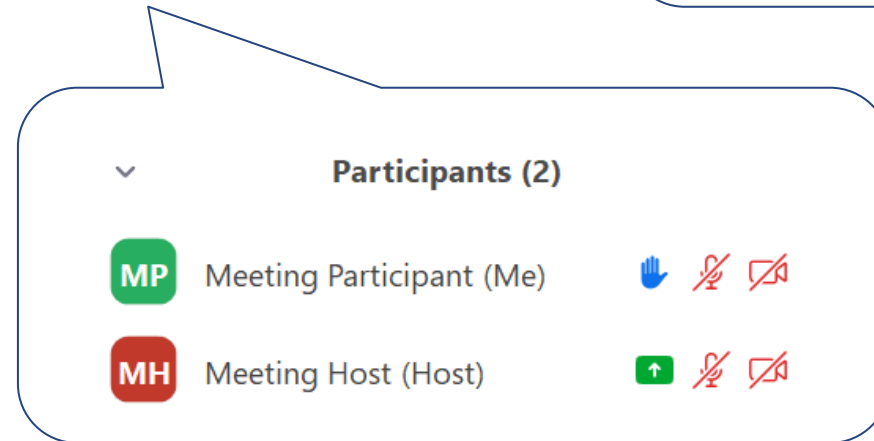 Participants (2)
MP Meeting Participant (Me)
MH Meeting Host (Host)